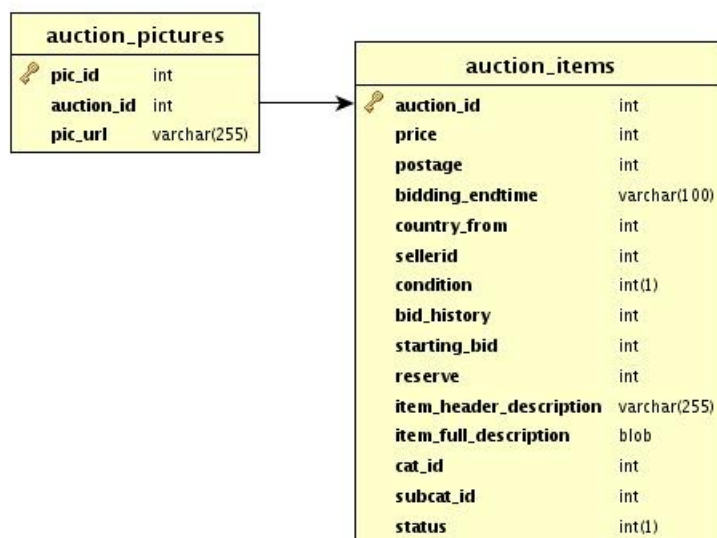 auction_pictures
pic_id int
auction_id int
pic_url varchar(255)
auction_items
auction_id int
price int
postage int
bidding_endtime varchar(100)
country_from int
sellerid int
condition int(1)
bid_history int
starting_bid int
reserve int
item_header_description varchar(255)
item_full_description blob
cat_id int
subcat_id int
status int(1)